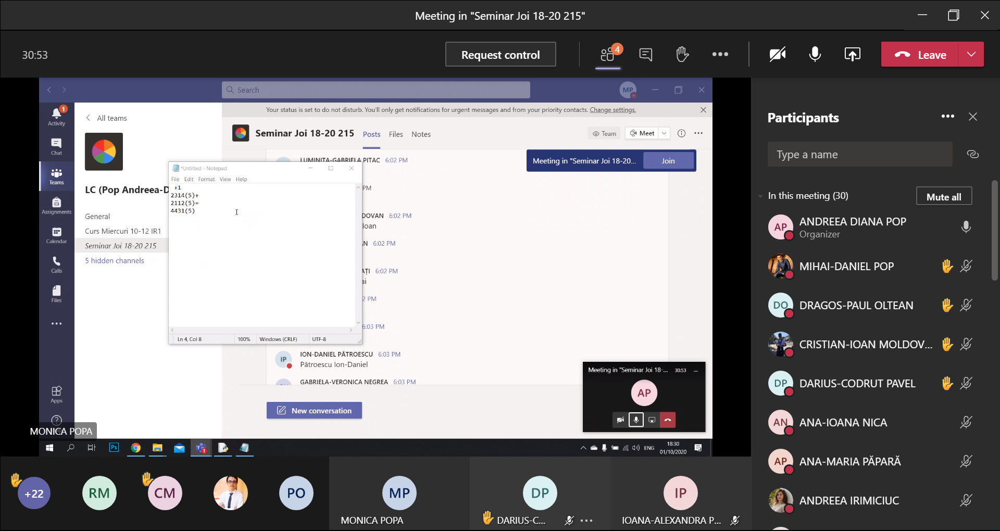 Meeting in "Seminar Joi 18-20 215"
30:53
Request control
4
Leave
Search
MP
1
Activity
Chat
Teams
Assignments
Calendar
Calls
Files
Apps
All teams
LC (Pop Andreea-D
General
Curs Miercuri 10-12 IR1
Seminar Joi 18-20 215
5 hidden channels
Your status is set to do not disturb. You'll only get notifications for urgent messages and from your priority contacts. Change settings.
Seminar Joi 18-20 215
Posts
Files
Notes
Team
Meet
LUMINITA-GABRIELA PITAC 6:02 PM
Meeting in "Seminar Joi 18-20...
Join
PM
DOVAN 6:02 PM
Ioan
AN 6:02 PM
AȚI 6:02 PM
ai
2 PM
6:03 PM
*Untitled - Notepad
File Edit Format View Help
+1
2314(5)+
2112(5)=
4431(5)
Ln 4, Col 8
100%
Windows (CRLF)
UTF-8
IP
ION-DANIEL PĂTROESCU 6:03 PM
Pătroescu Ion-Daniel
GABRIELA-VERONICA NEGREA 6:03 PM
New conversation
Meeting in "Seminar Joi 18-... 30:53
AP
MONICA POPA
Ps
1
ENG
18:30
01/10/2020
+22
RM
CM
PO
MP
MONICA POPA
DP
DARIUS-C...
IP
IOANA-ALEXANDRA P...
Participants
Type a name
In this meeting (30)
Mute all
AP
ANDREEA DIANA POP
Organizer
MIHAI-DANIEL POP
DO
DRAGOS-PAUL OLTEAN
CRISTIAN-IOAN MOLDOV...
DP
DARIUS-CODRUT PAVEL
AN
ANA-IOANA NICA
AP
ANA-MARIA PĂPARĂ
ANDREEA IRIMICIUC